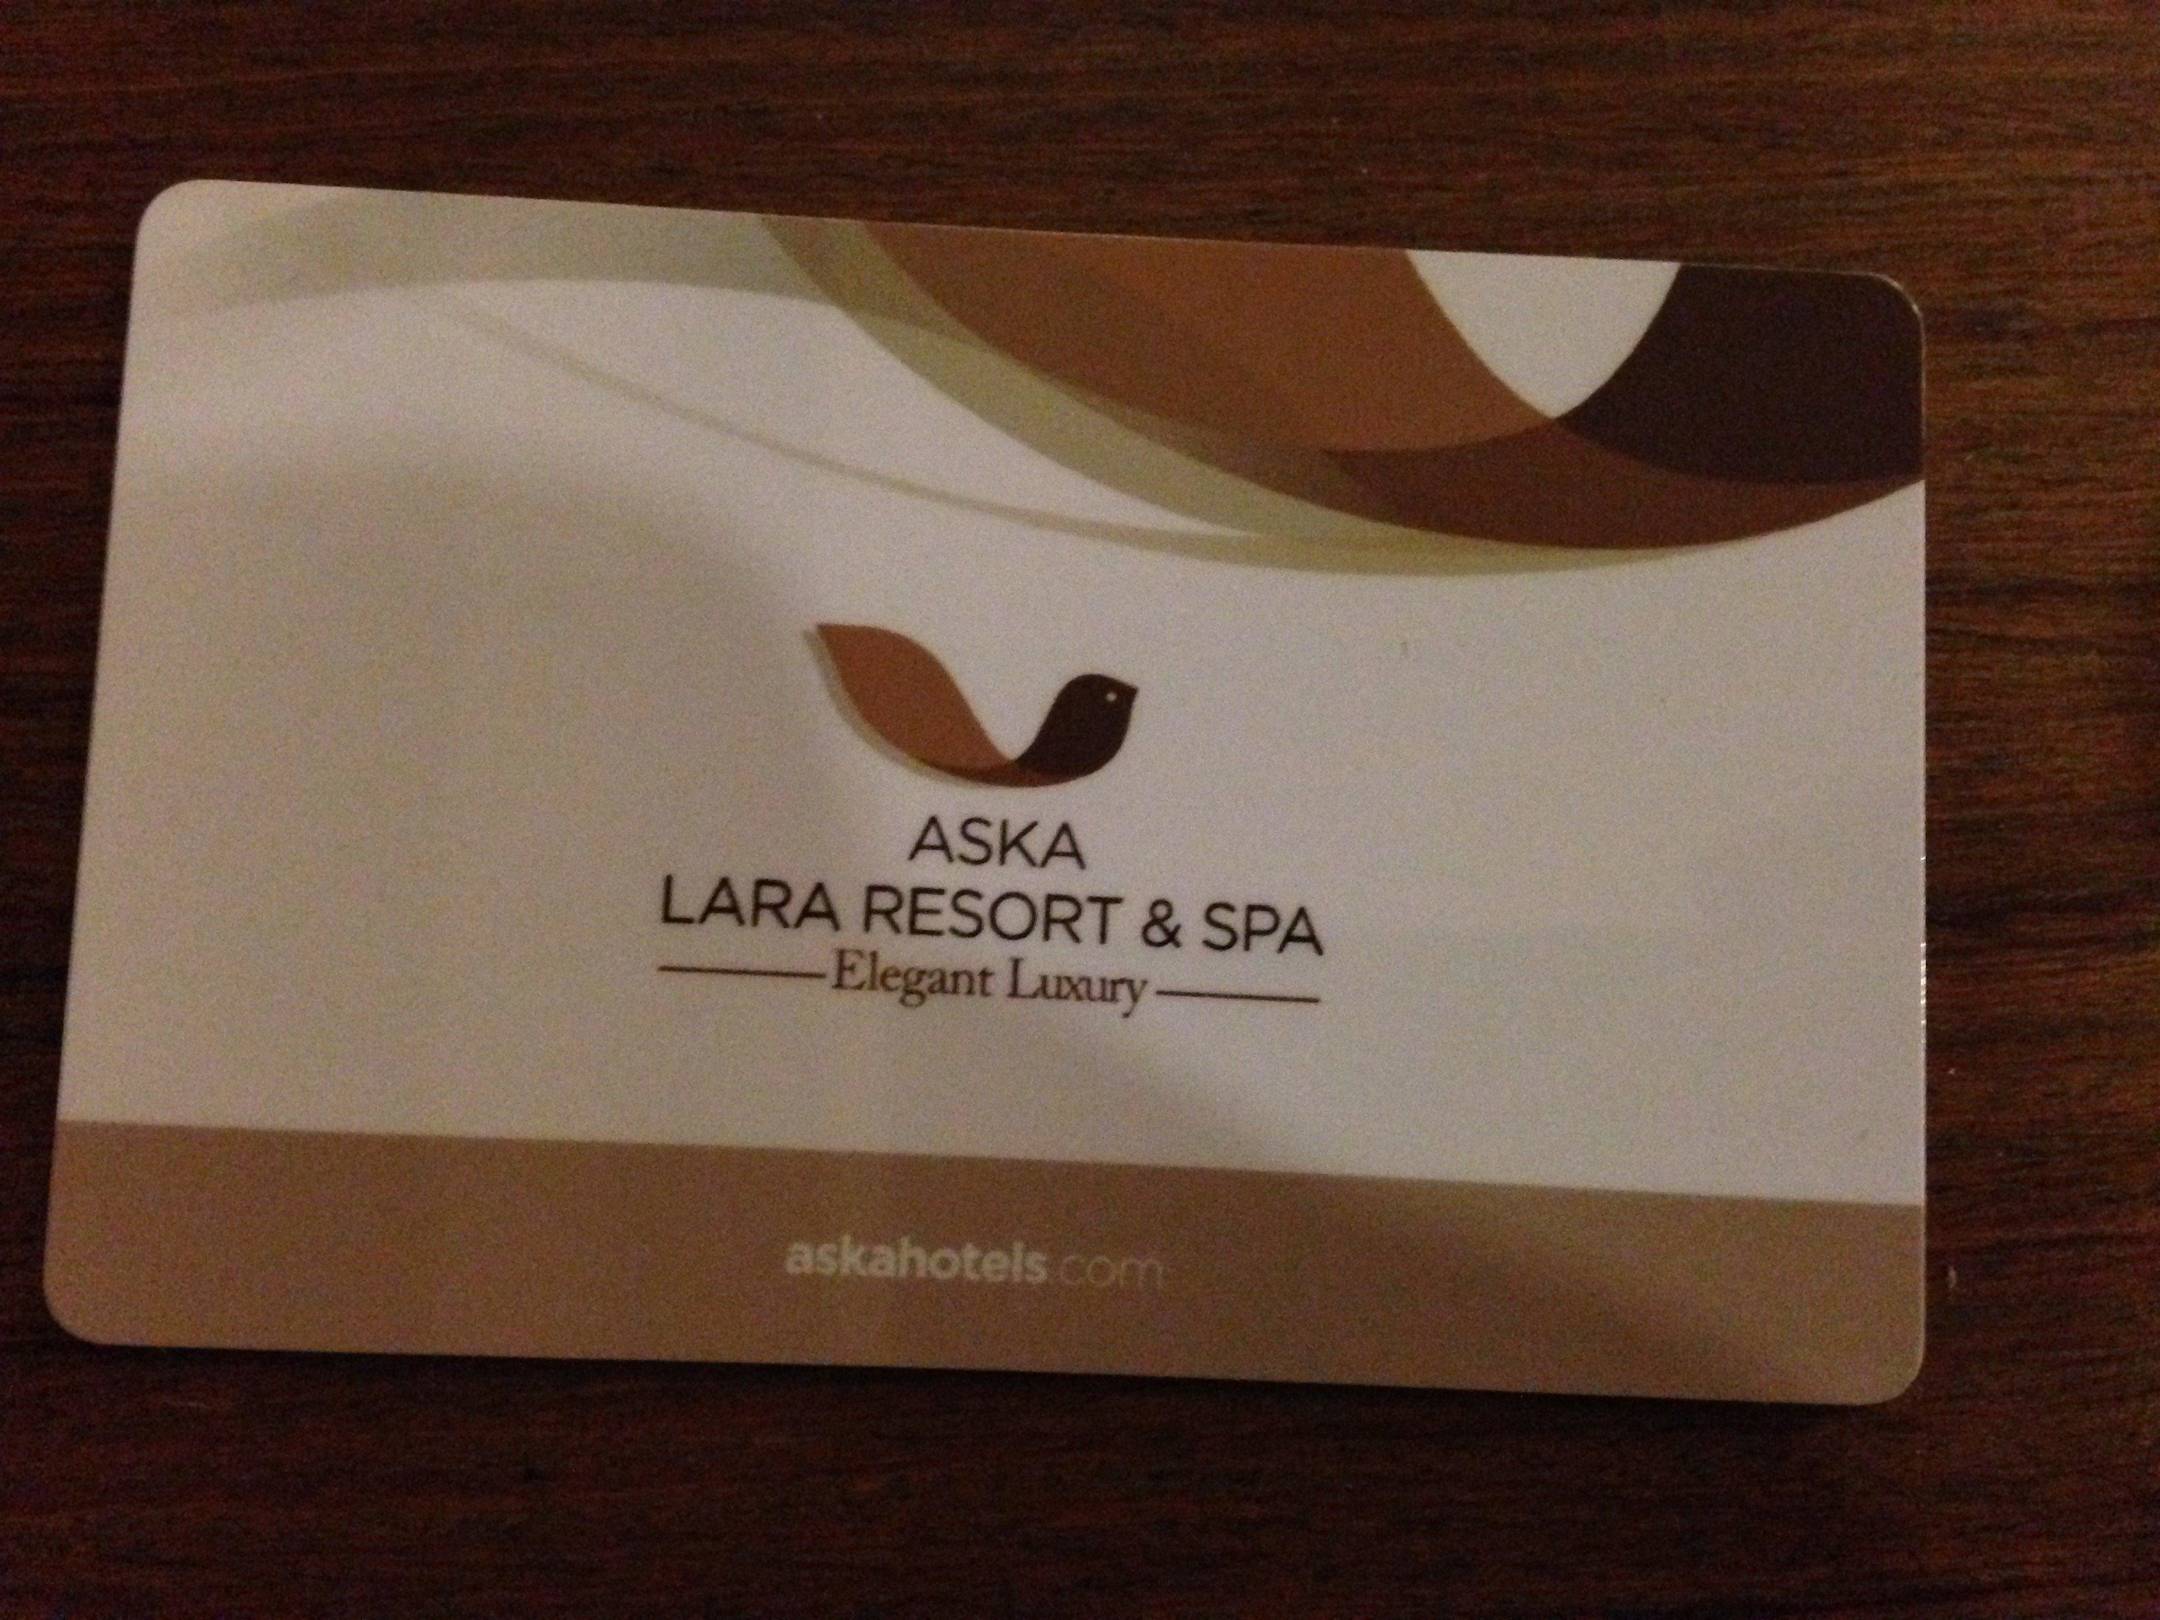 ASKA
LARA RESORT & SPA
Elegant Luxury
askahotels.com